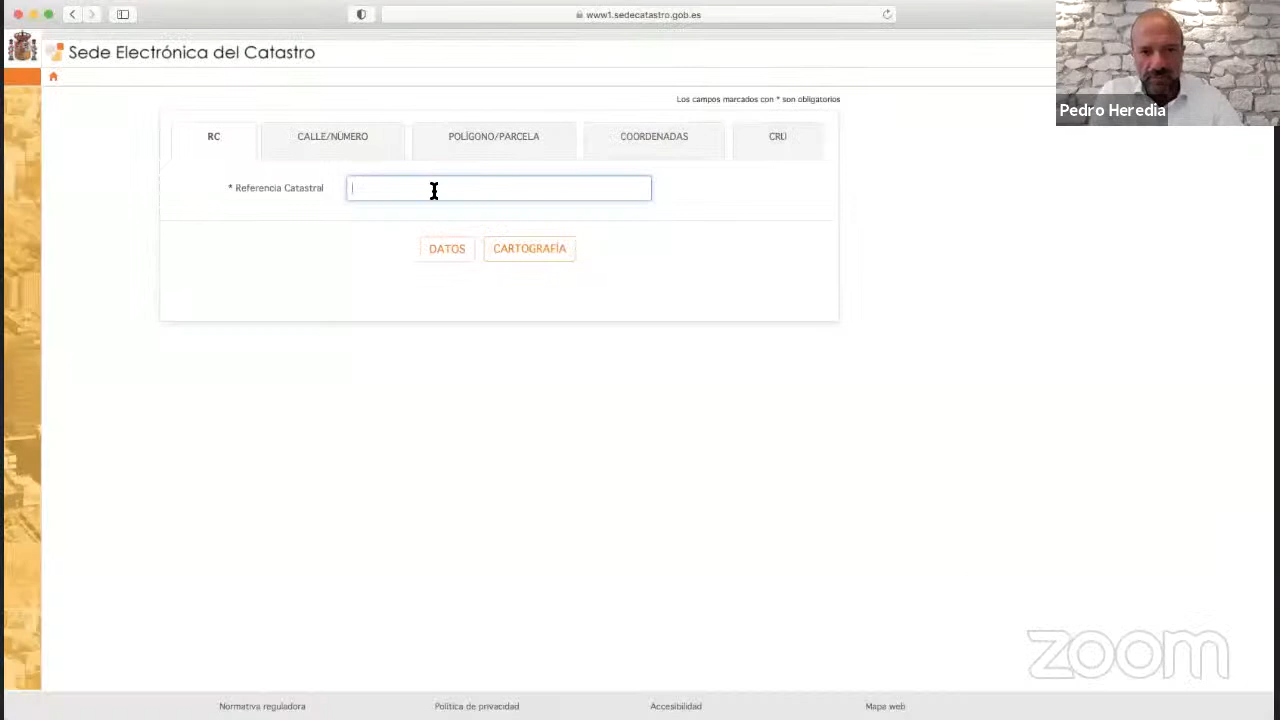 www1.sedecatastro.gob.es
Sede Electrónica del Catastro
Pedro Heredia
Los campos marcados con * son obligatorios
RC
CALLE/NÚMERO
POLÍGONO/PARCELA
COORDENADAS
CRU
* Referencia Catastral
DATOS
CARTOGRAFÍA
zoom
Normativa reguladora
Política de privacidad
Accesibilidad
Mapa web